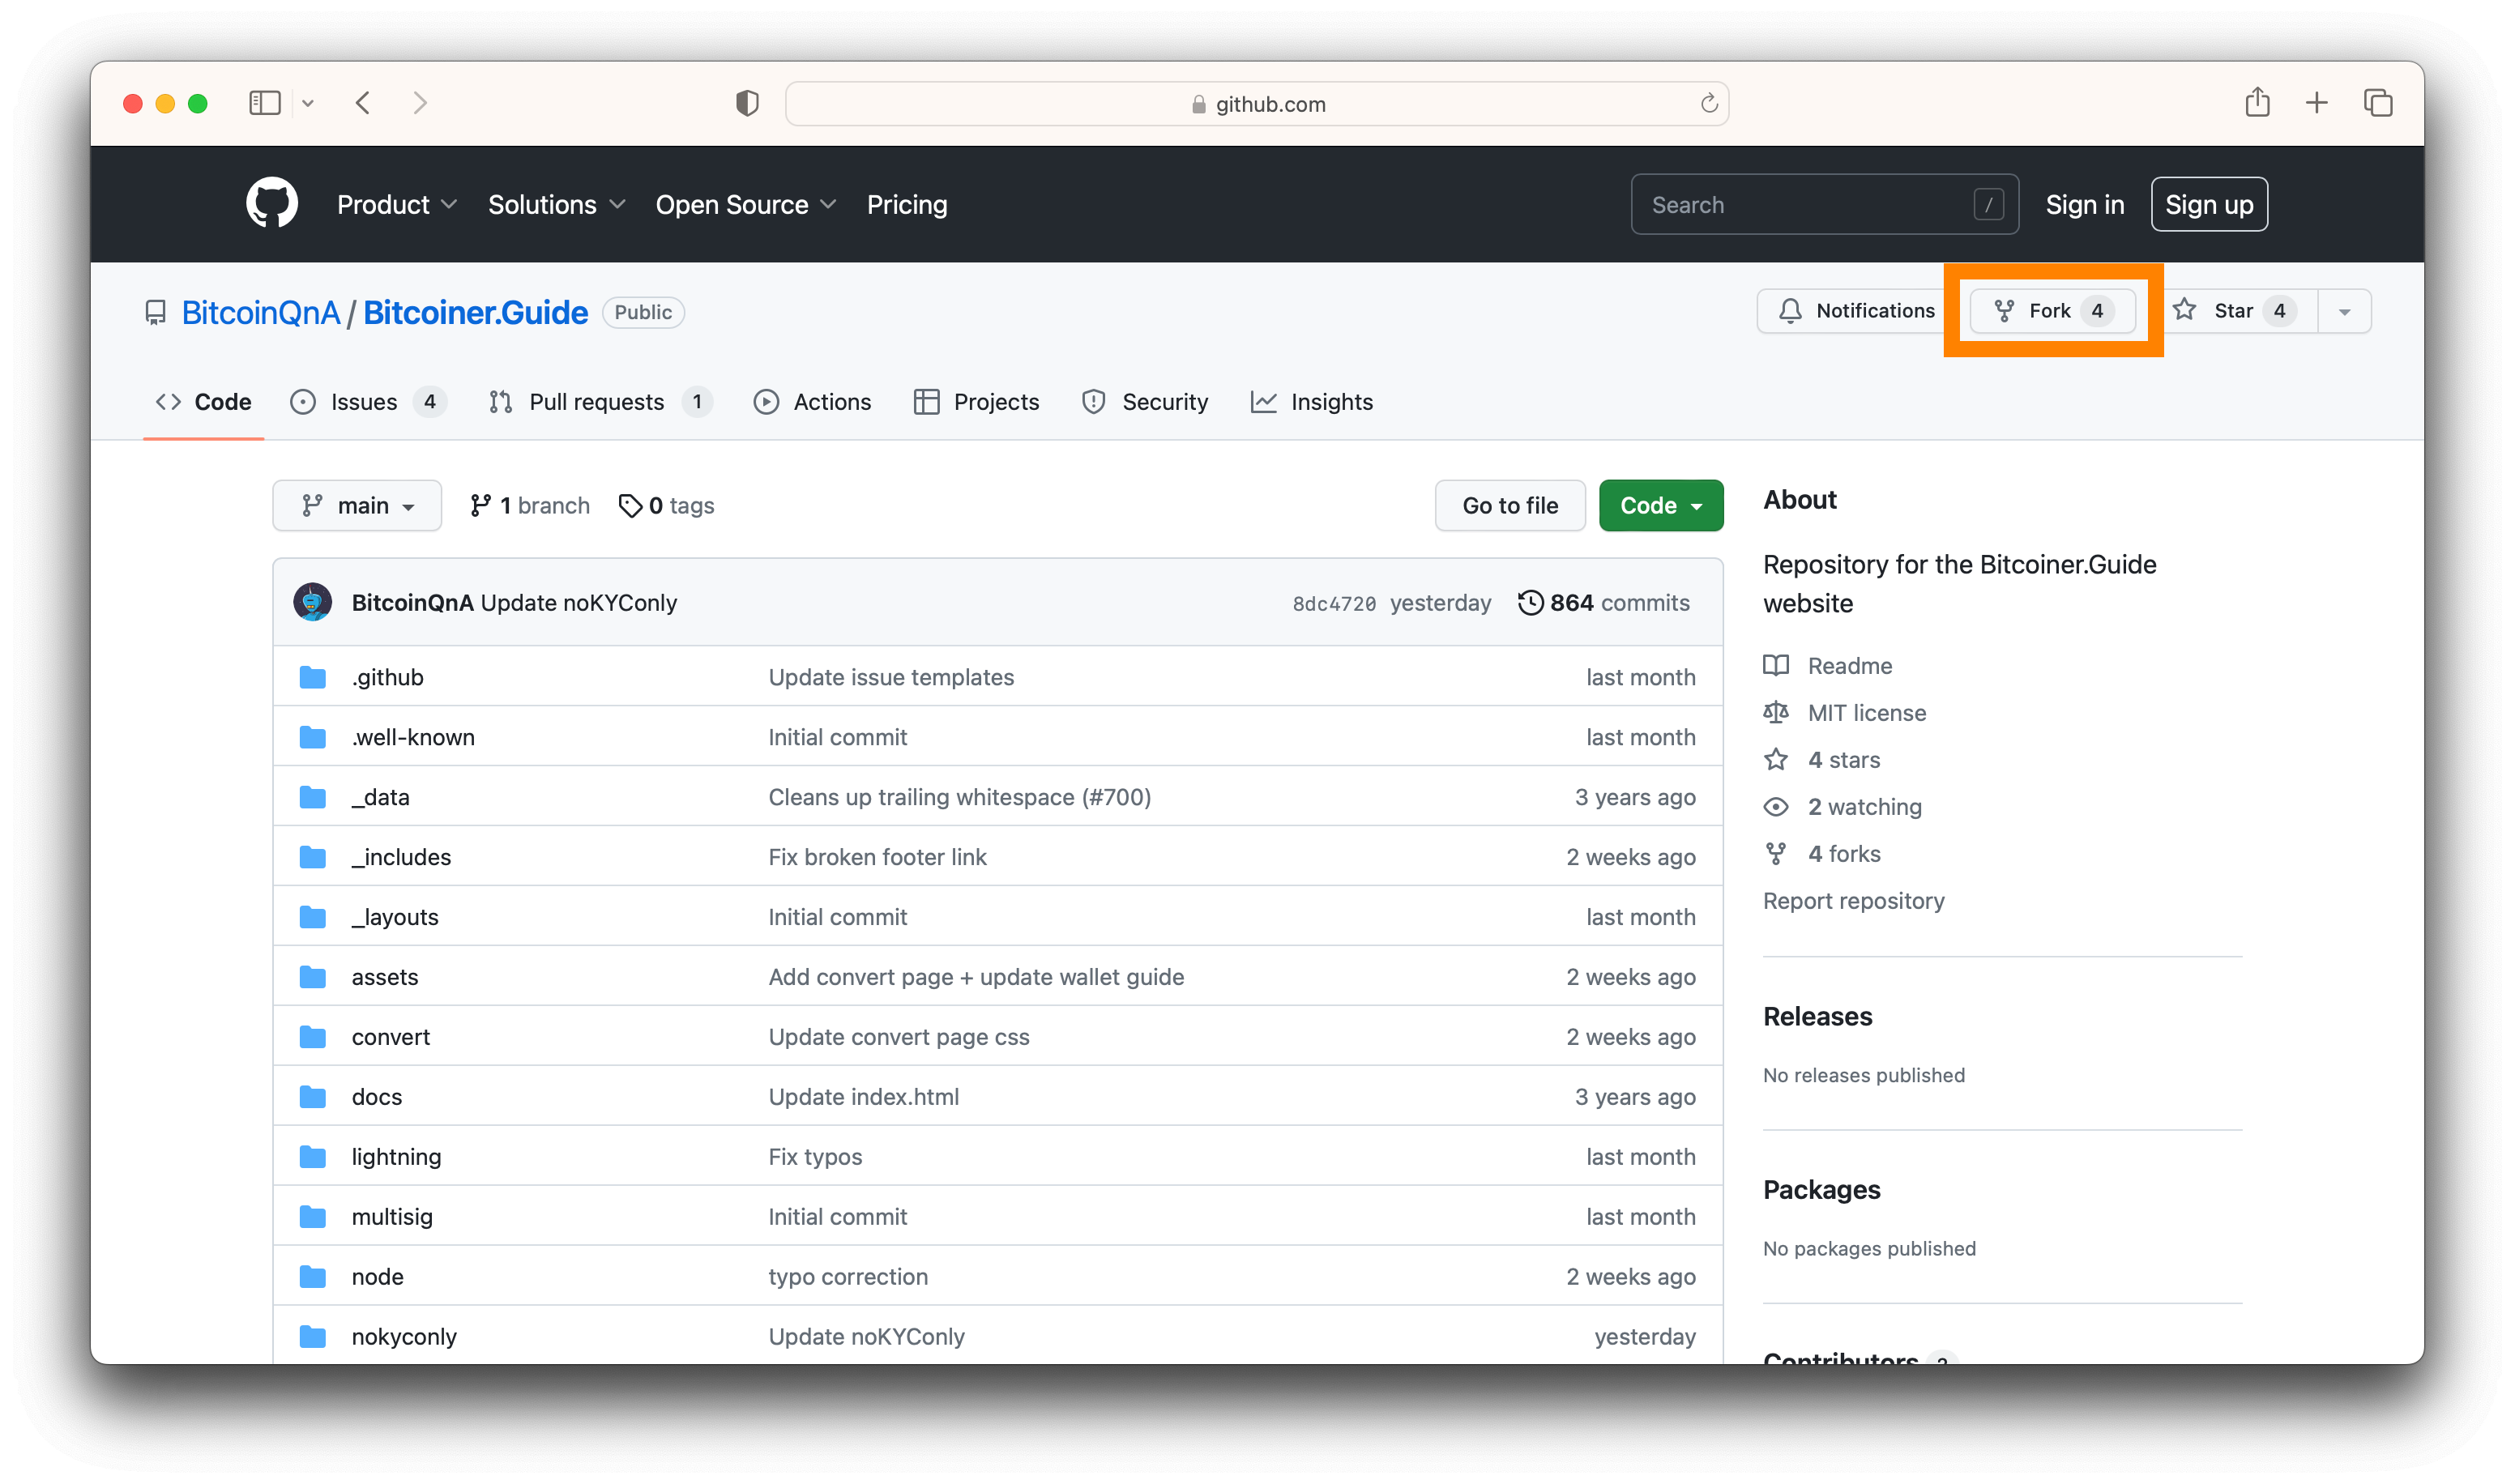 github.com
Product Solutions Open Source Pricing Search / Sign in Sign up
BitcoinQnA / Bitcoiner.Guide Public Notifications Fork 4 Star 4
Code Issues 4 Pull requests 1 Actions Projects Security Insights
main 1 branch 0 tags Go to file Code
BitcoinQnA Update noKYConly 8dc4720 yesterday 864 commits
.github Update issue templates last month
.well-known Initial commit last month
_data Cleans up trailing whitespace (#700) 3 years ago
_includes Fix broken footer link 2 weeks ago
_layouts Initial commit last month
assets Add convert page + update wallet guide 2 weeks ago
convert Update convert page css 2 weeks ago
docs Update index.html 3 years ago
lightning Fix typos last month
multisig Initial commit last month
node typo correction 2 weeks ago
nokyconly Update noKYConly yesterday
About
Repository for the Bitcoiner.Guide
website
Readme
MIT license
4 stars
2 watching
4 forks
Report repository
Releases
No releases published
Packages
No packages published
Contributors